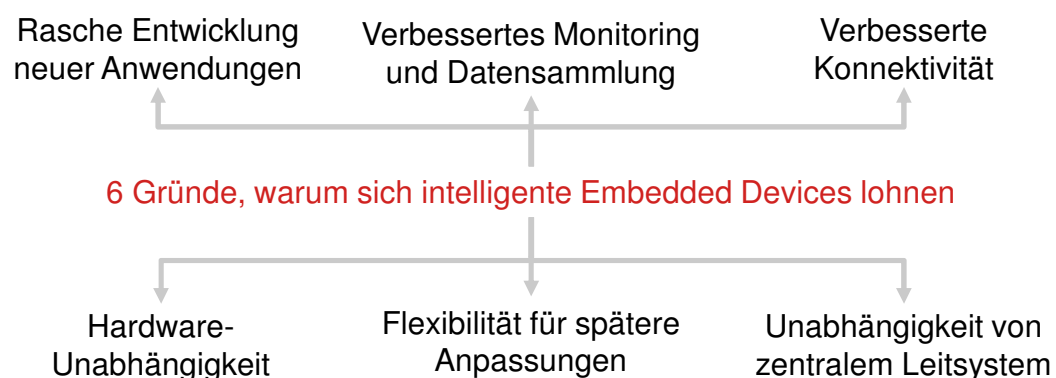 Rasche Entwicklung
neuer Anwendungen
Verbessertes Monitoring
und Datensammlung
Verbesserte
Konnektivität
6 Gründe, warum sich intelligente Embedded Devices lohnen
Hardware-
Unabhängigkeit
Flexibilität für spätere
Anpassungen
Unabhängigkeit von
zentralem Leitsystem